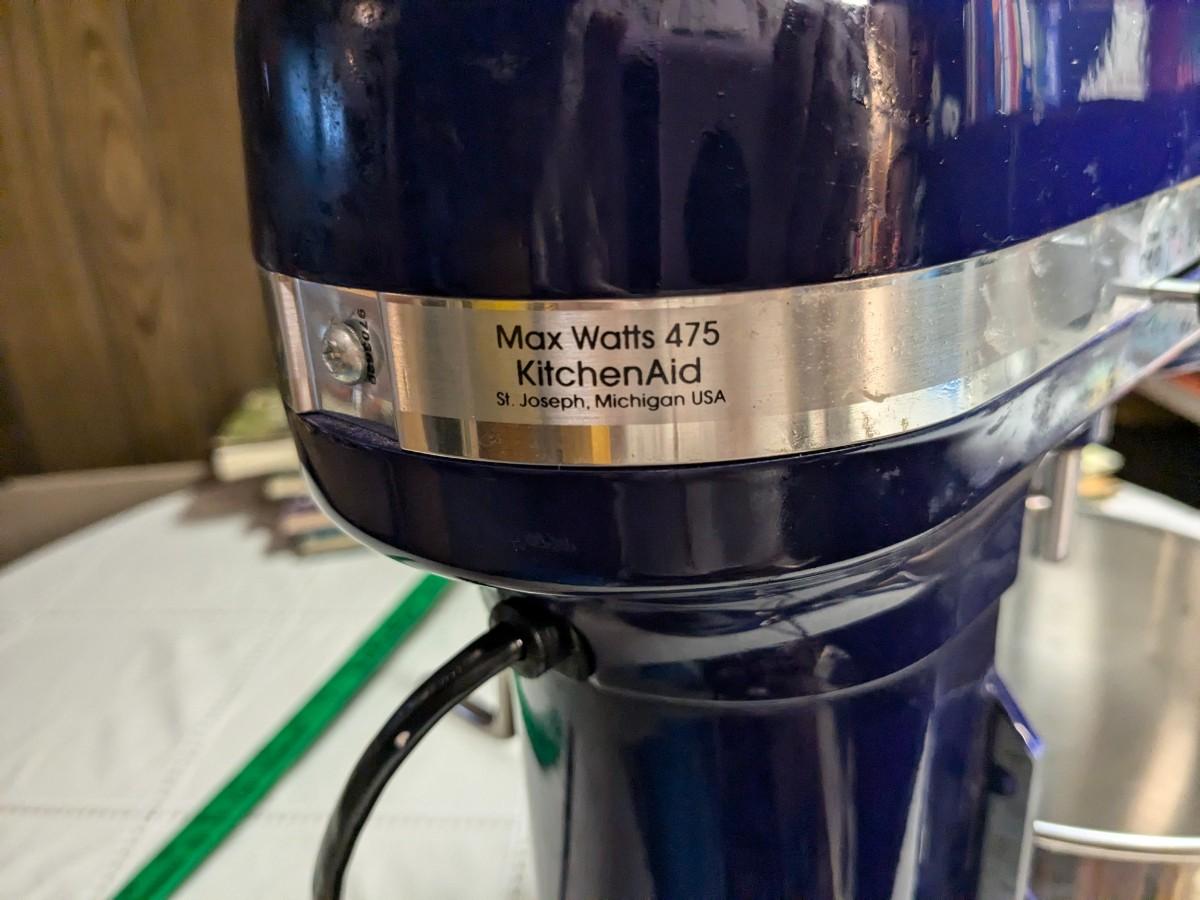 Max Watts 475
KitchenAid
St. Joseph, Michigan USA